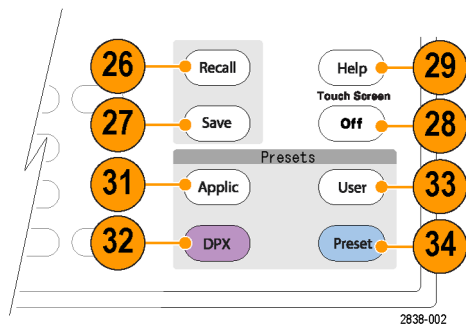 26 Recall Help 29
Touch Screen
27 Save Off 28
Presets
31 Applic User 33
32 DPX Preset 34
2838-002